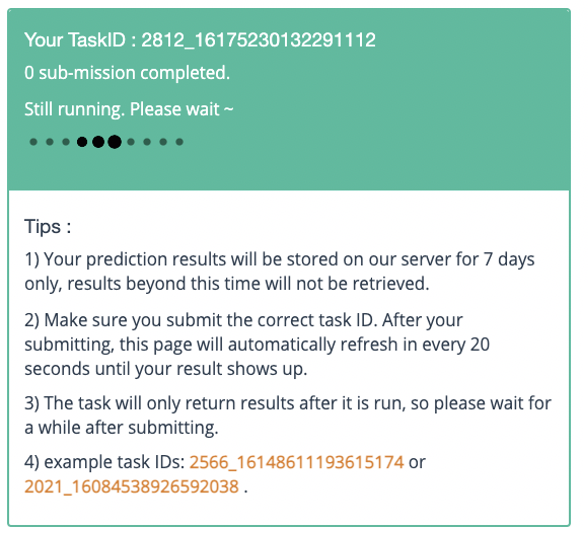 Your TaskID : 2812_16175230132291112
0 sub-mission completed.
Still running. Please wait ~
Tips :
1) Your prediction results will be stored on our server for 7 days
only, results beyond this time will not be retrieved.
2) Make sure you submit the correct task ID. After your
submitting, this page will automatically refresh in every 20
seconds until your result shows up.
3) The task will only return results after it is run, so please wait for
a while after submitting.
4) example task IDs: 2566_16148611193615174 or
2021_16084538926592038 .